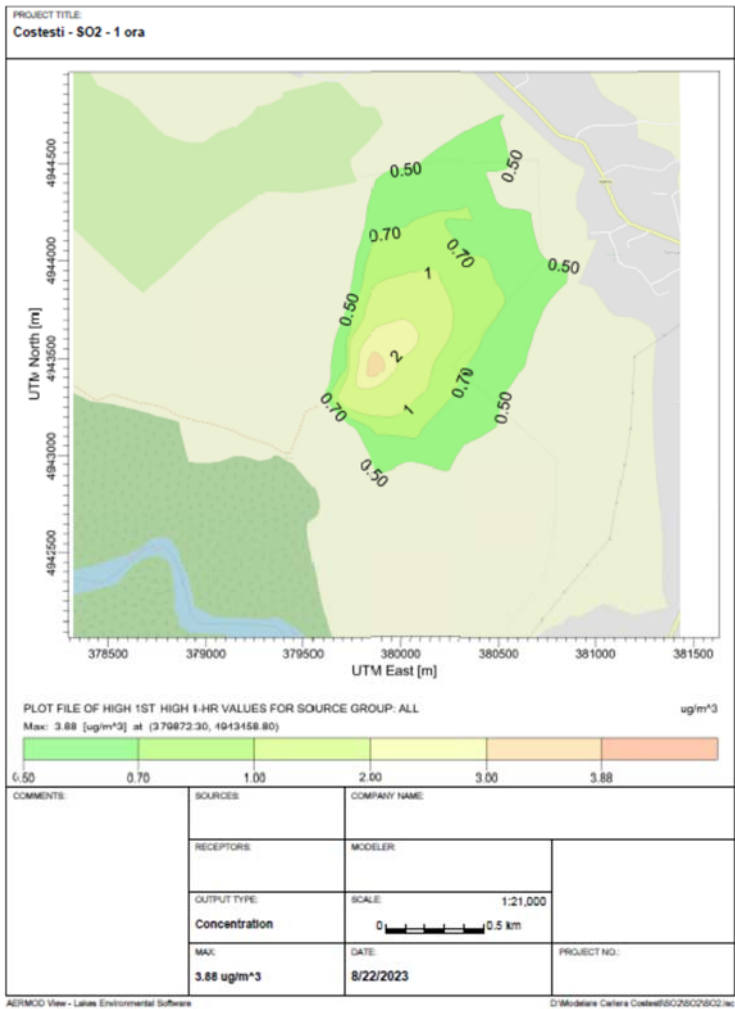 PROJECT TITLE:
Costesti - SO2 - 1 ora
UTM North [m]
4944500
4944000
4943500
4943000
4942500
0.50
0.50
0.70
0.70
0.50
1
0.50
2
0.70
0.70
1
0.50
0.50
378500 379000 379500 380000 380500 381000 381500
UTM East [m]
PLOT FILE OF HIGH 1ST HIGH 1-HR VALUES FOR SOURCE GROUP: ALL
ug/m^3
Max: 3.88 [ug/m^3] at (379872.30, 4943458.80)
0.50 0.70 1.00 2.00 3.00 3.88
COMMENTS:
SOURCES:
COMPANY NAME:
RECEPTORS:
MODELER:
OUTPUT TYPE:
Concentration
SCALE:
1:21,000
0 0.5 km
MAX:
3.88 ug/m^3
DATE:
8/22/2023
PROJECT NO.:
AERMOD View - Lakes Environmental Software
D:\Modelare Cariera Costesti\SO2\SO2\SO2.isc